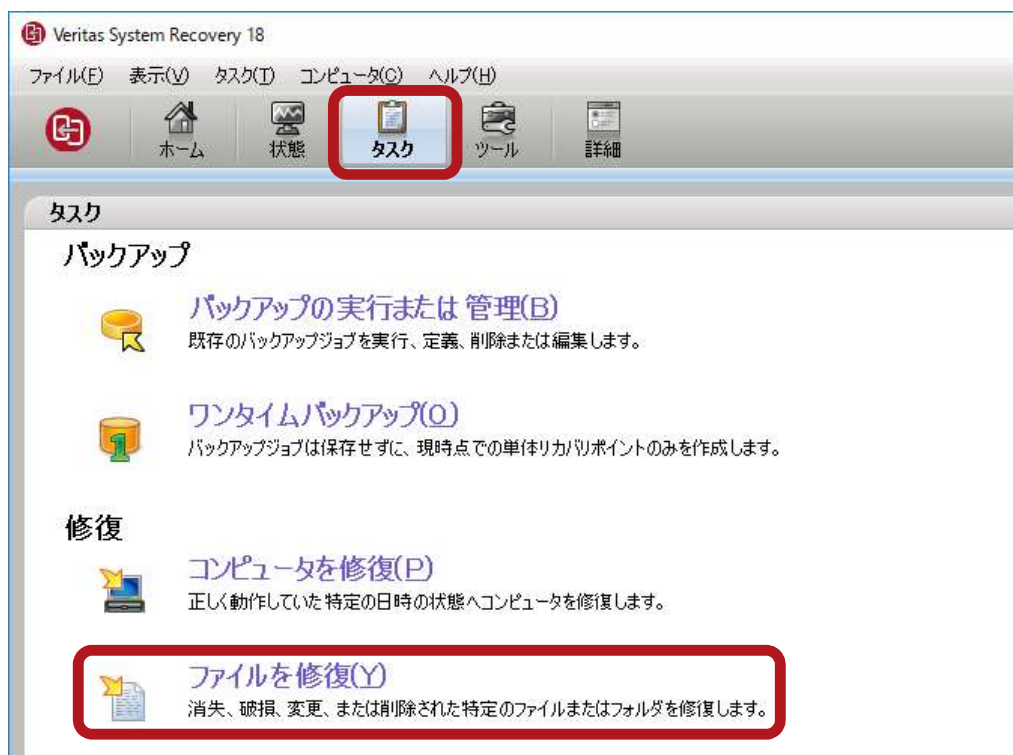 Veritas System Recovery 18
ファイル(F) 表示(V) タスク(T) コンピュータ(C) ヘルプ(H)
ホーム 状態 タスク ツール 詳細
タスク
バックアップ
バックアップの実行または 管理(B)
既存のバックアップジョブを実行、定義、削除または編集します。
ワンタイムバックアップ(O)
バックアップジョブは保存せずに、現時点での単体リカバリポイントのみを作成します。
修復
コンピュータを修復(P)
正しく動作していた特定の日時の状態へコンピュータを修復します。
ファイルを修復(Y)
消失、破損、変更、または削除された特定のファイルまたはフォルダを修復します。